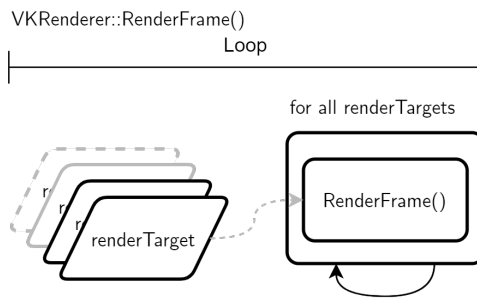 VKRenderer::RenderFrame()
Loop
for all renderTargets
RenderFrame()
renderTarget